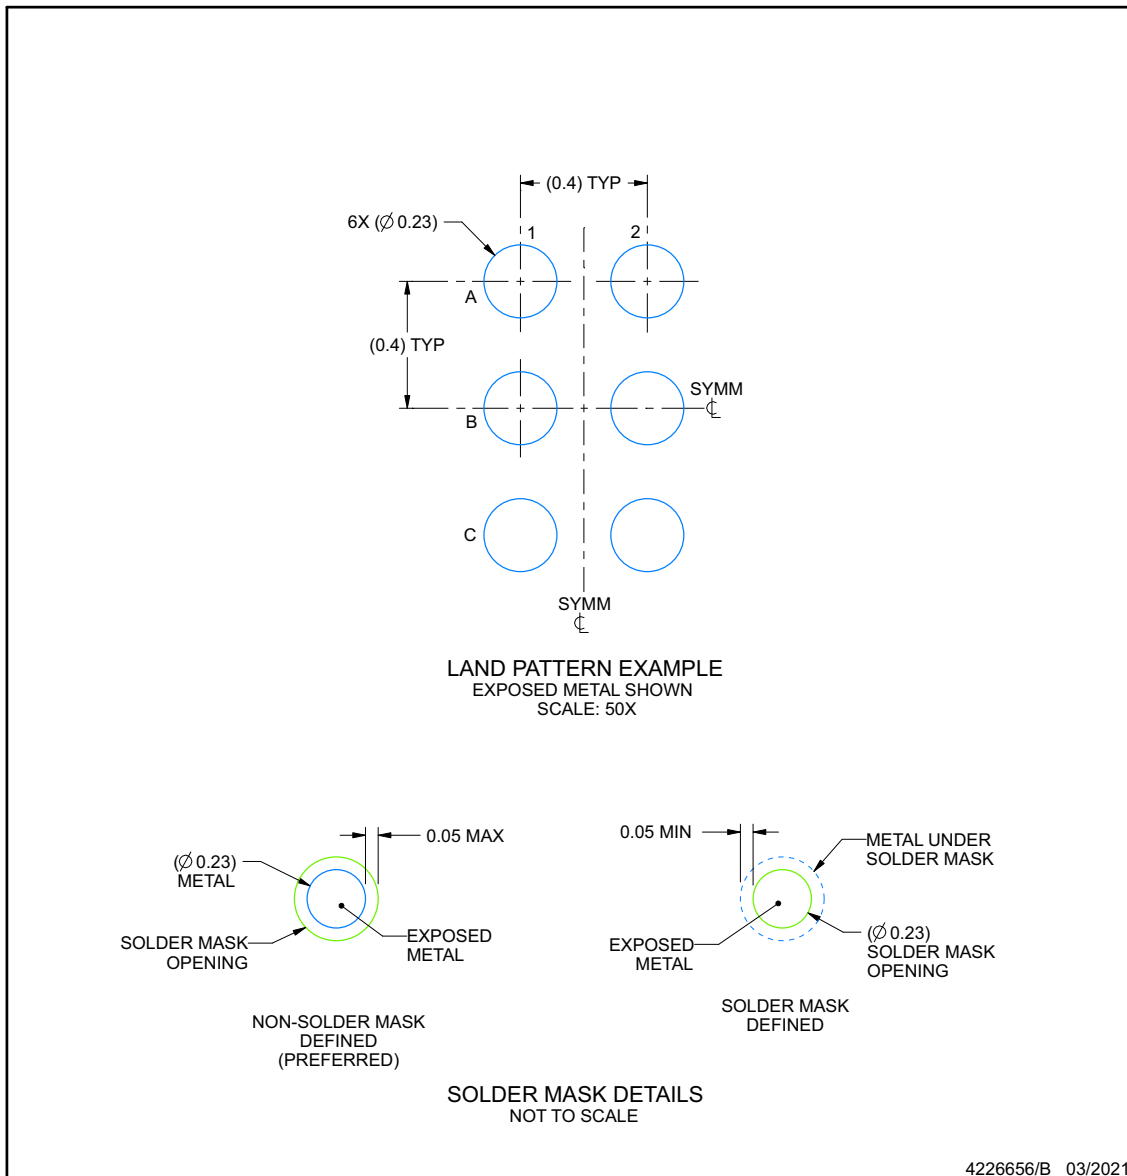 (0.4) TYP
6X (∅ 0.23)
1
2
A
(0.4) TYP
SYMM
B
C
SYMM
LAND PATTERN EXAMPLE
EXPOSED METAL SHOWN
SCALE: 50X
0.05 MAX
(∅ 0.23)
METAL
SOLDER MASK
OPENING
EXPOSED
METAL
NON-SOLDER MASK
DEFINED
(PREFERRED)
0.05 MIN
METAL UNDER
SOLDER MASK
EXPOSED
METAL
(∅ 0.23)
SOLDER MASK
OPENING
SOLDER MASK
DEFINED
SOLDER MASK DETAILS
NOT TO SCALE
4226656/B 03/2021